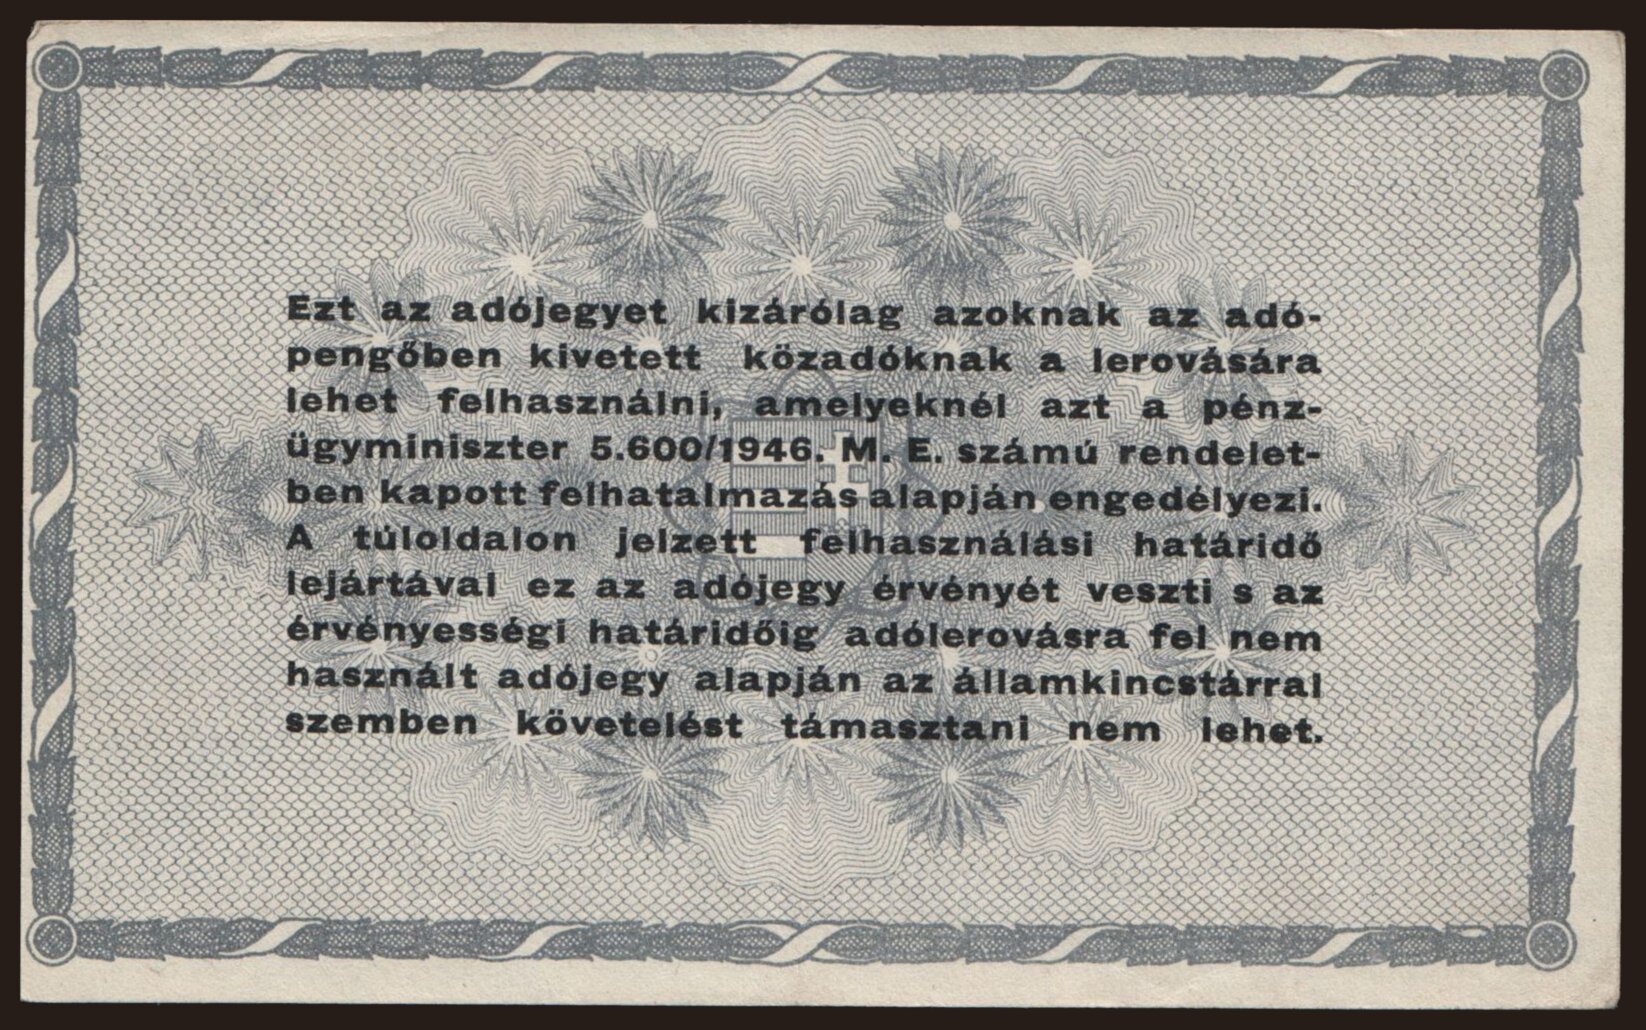 Ezt az adójegyet kizárólag azoknak az adó-
pengőben kivetett közadóknak a lerovására
lehet felhasználni, amelyeknél azt a pénz-
ügyminiszter 5.600/1946. M. E. számú rendelet-
ben kapott felhatalmazás alapján engedélyezi.
A túloldalon jelzett felhasználási határidő
lejártával ez az adójegy érvényét veszti s az
érvényességi határidőig adólerovásra fel nem
használt adójegy alapján az államkincstárral
szemben követelést támasztani nem lehet.